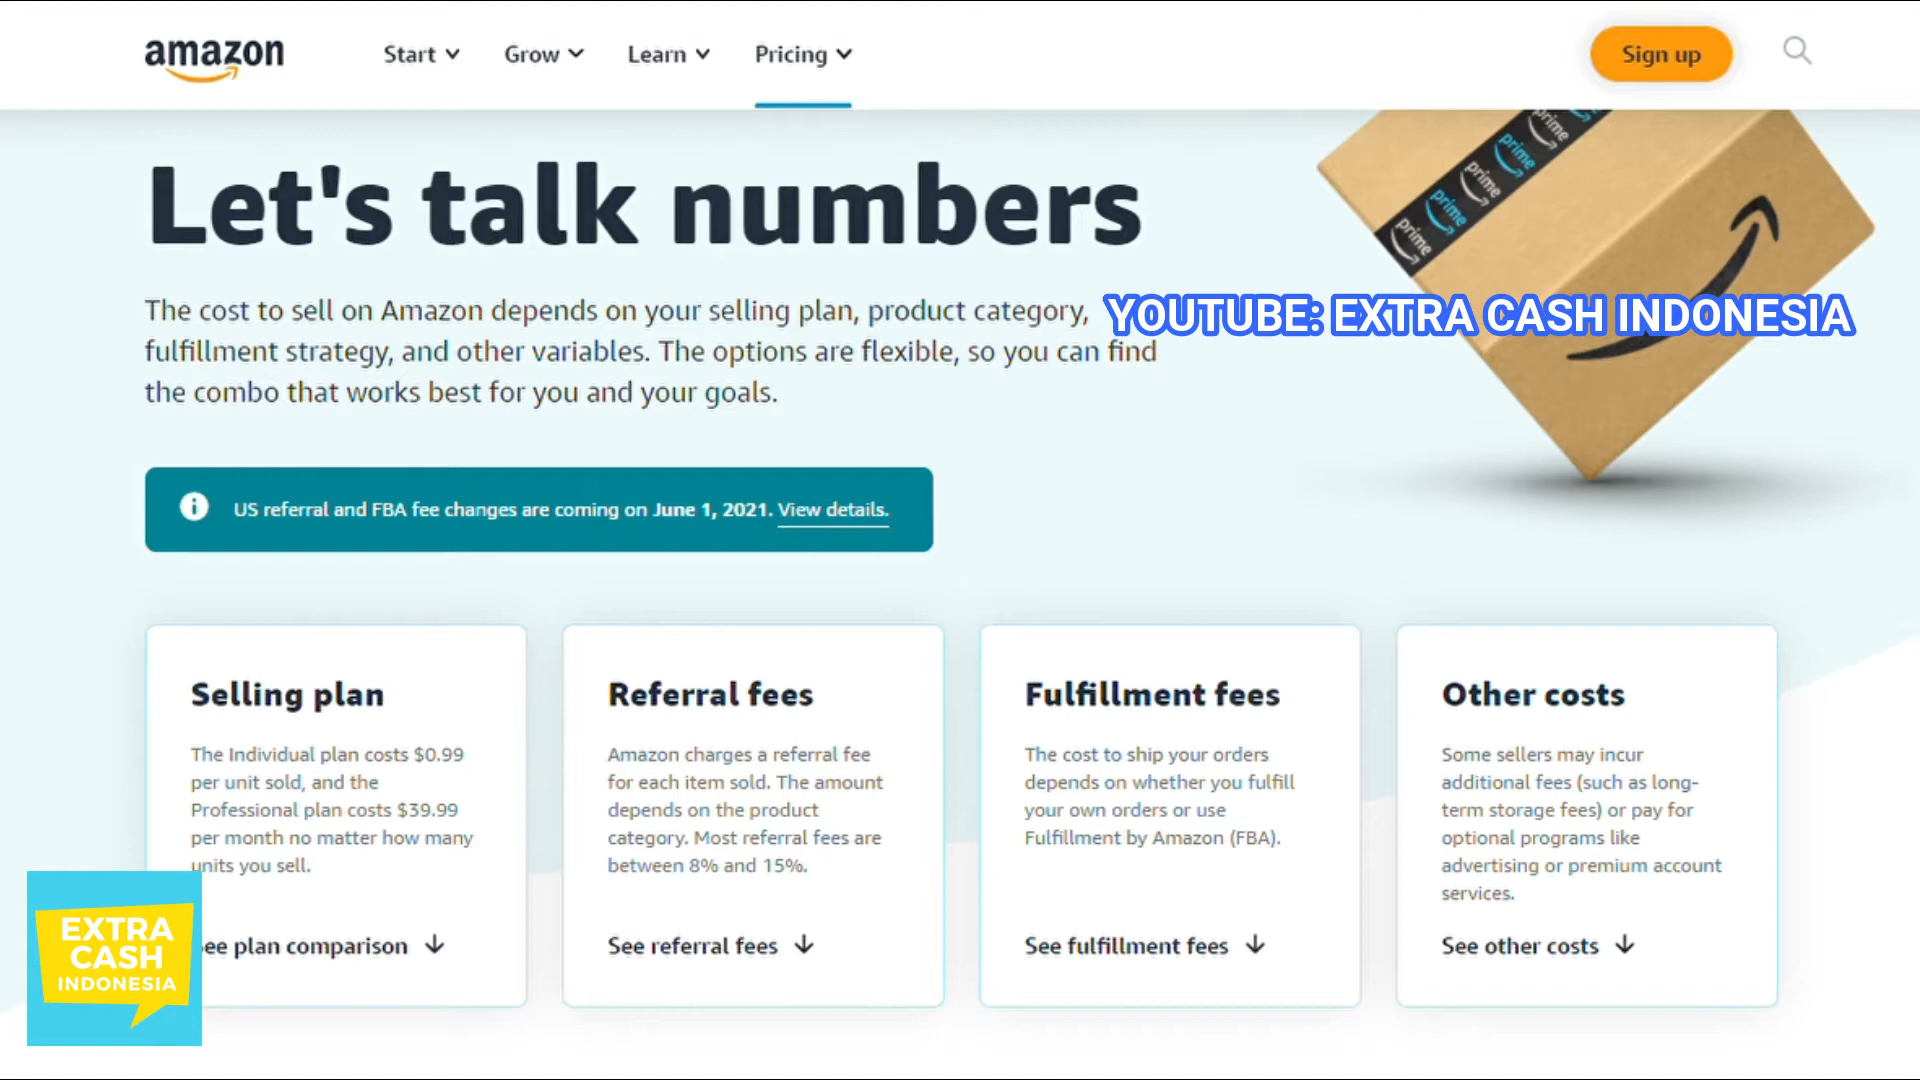 amazon
Start
Grow
Learn
Pricing
Sign up
prime
prime
prime
prime
prime
Let's talk numbers
The cost to sell on Amazon depends on your selling plan, product category,
fulfillment strategy, and other variables. The options are flexible, so you can find
the combo that works best for you and your goals.
YOUTUBE: EXTRA CASH INDONESIA
US referral and FBA fee changes are coming on June 1, 2021. View details.
Selling plan
The Individual plan costs $0.99
per unit sold, and the
Professional plan costs $39.99
per month no matter how many
units you sell.
See plan comparison
Referral fees
Amazon charges a referral fee
for each item sold. The amount
depends on the product
category. Most referral fees are
between 8% and 15%.
See referral fees
Fulfillment fees
The cost to ship your orders
depends on whether you fulfill
your own orders or use
Fulfillment by Amazon (FBA).
See fulfillment fees
Other costs
Some sellers may incur
additional fees (such as long-
term storage fees) or pay for
optional programs like
advertising or premium account
services.
See other costs
EXTRA
CASH
INDONESIA